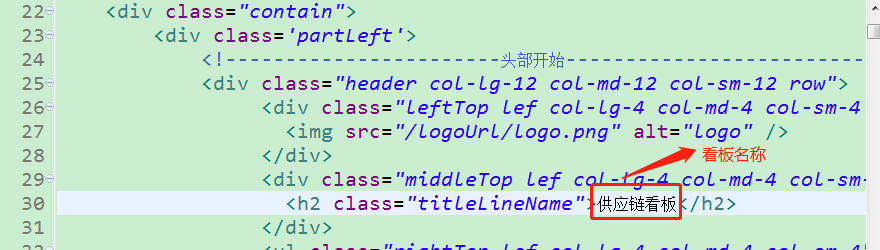 22 <div class="contain">
23 <div class='partLeft'>
24 <!-----------------------头部开始-------------------------
25 <div class="header col-lg-12 col-md-12 col-sm-12 row">
26 <div class="leftTop lef col-lg-4 col-md-4 col-sm-4
27 <img src="/logoUrl/logo.png" alt="logo" />
看板名称
28 </div>
29 <div class="middleTop lef col-lg-4 col-md-4 col-sm-
30 <h2 class="titleLineName">供应链看板</h2>
31 </div>